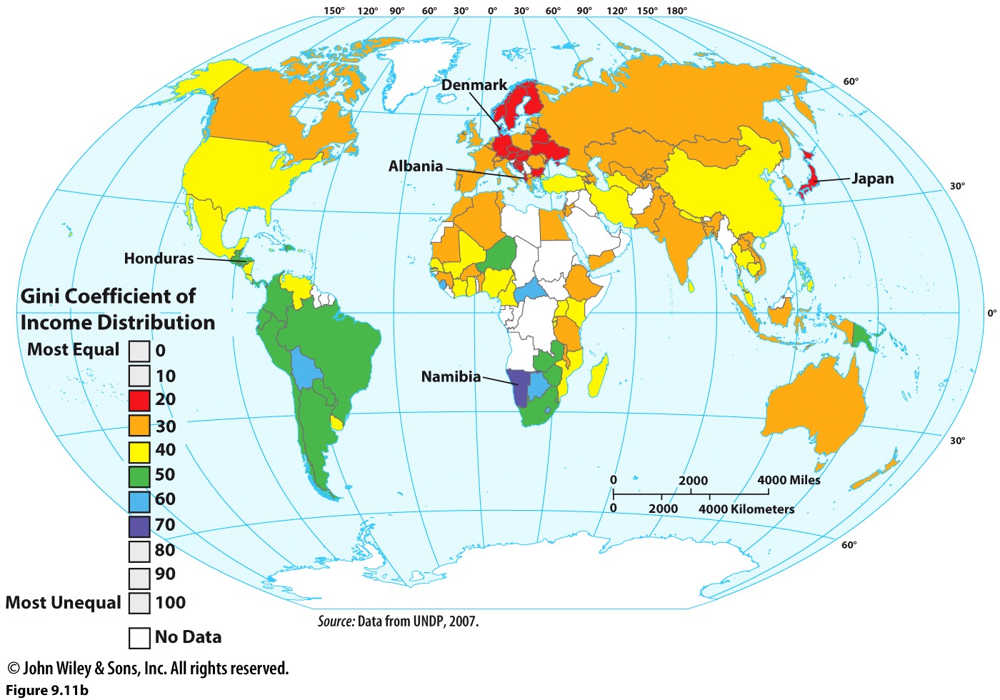 150° 120° 90° 60° 30° 0° 30° 60° 90° 120° 150° 180°
60°
Denmark
Albania
Japan
30°
Honduras
Gini Coefficient of
Income Distribution
0°
Most Equal 0
10
20
30
40
50
60
70
80
90
Most Unequal 100
No Data
Namibia
30°
0 2000 4000 Miles
0 2000 4000 Kilometers
60°
Source: Data from UNDP, 2007.
© John Wiley & Sons, Inc. All rights reserved.
Figure 9.11b